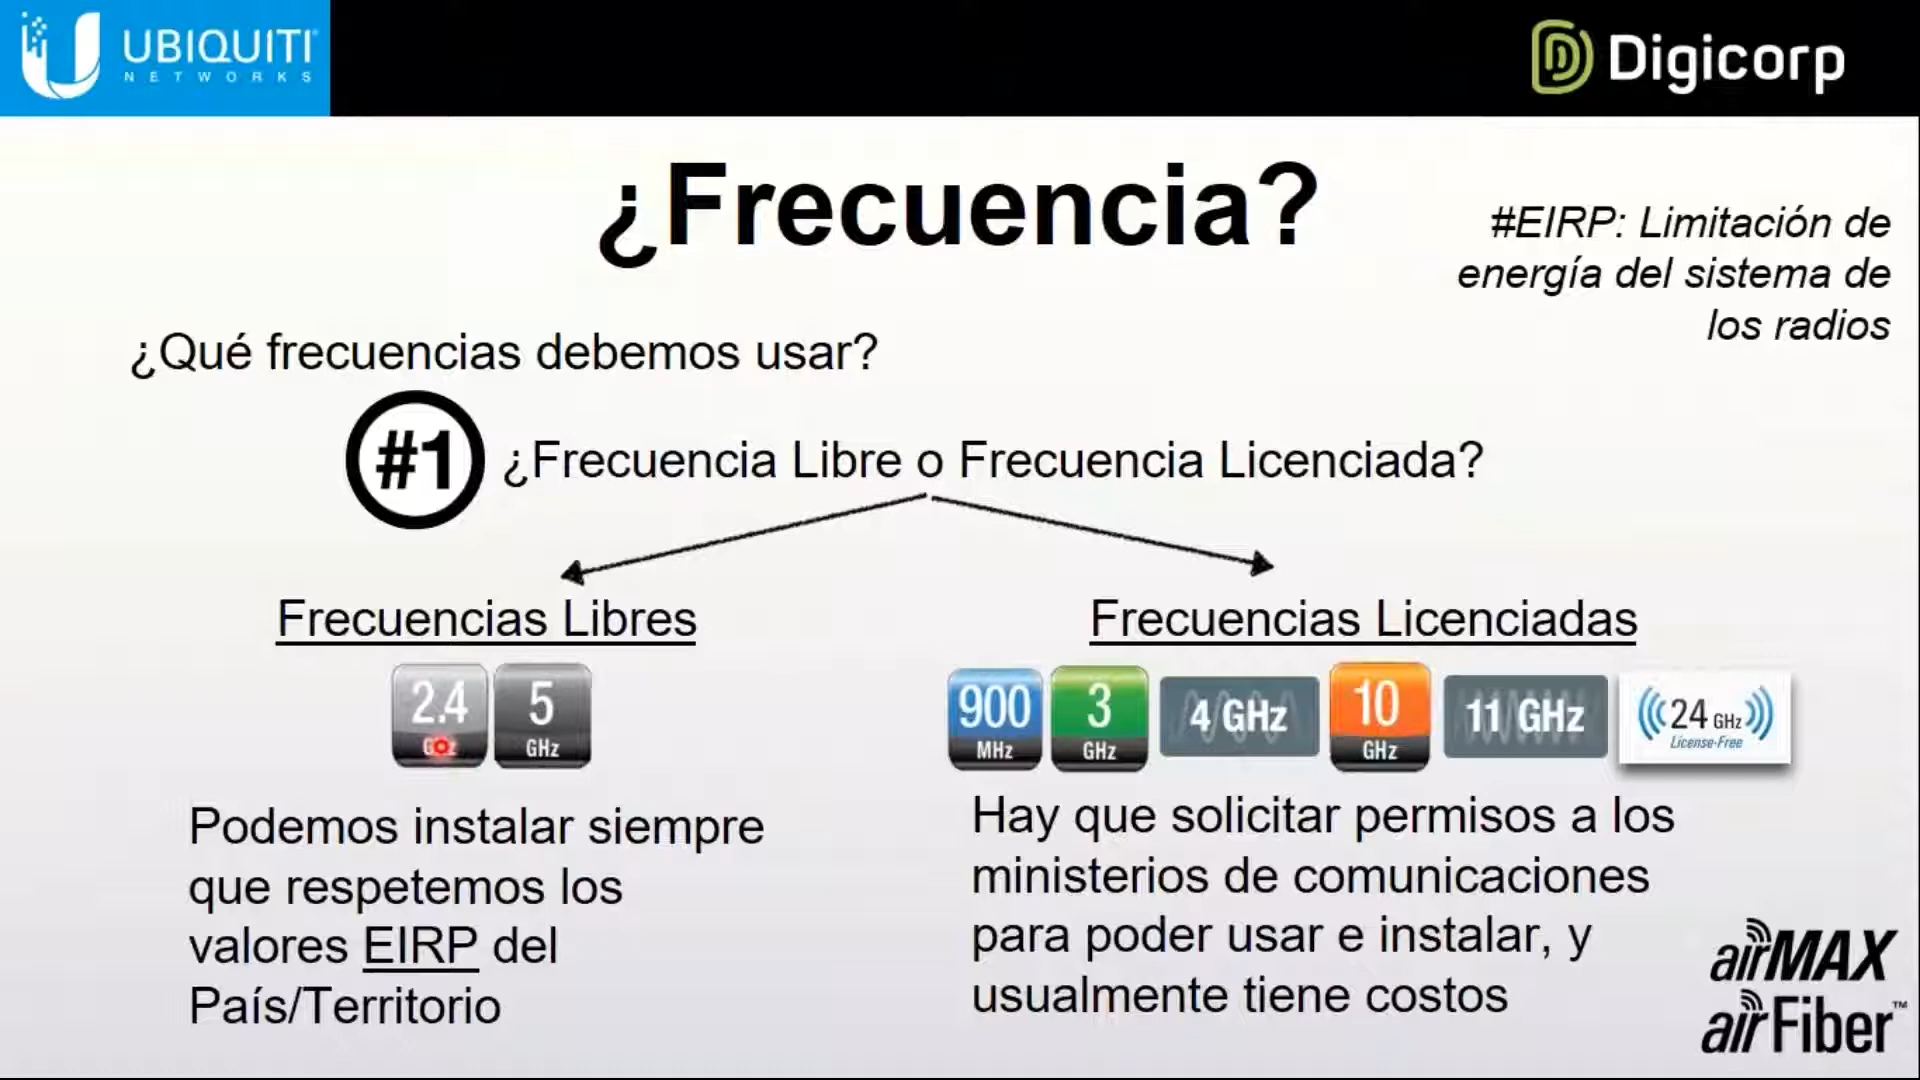 UBIQUITI
NETWORKS
Digicorp
¿Frecuencia?
#EIRP: Limitación de
energía del sistema de
los radios
¿Qué frecuencias debemos usar?
#1 ¿Frecuencia Libre o Frecuencia Licenciada?
Frecuencias Libres
2.4 GHz
5 GHz
Podemos instalar siempre
que respetemos los
valores EIRP del
País/Territorio
Frecuencias Licenciadas
900 MHz
3 GHz
4 GHz
10 GHz
11 GHz
24 GHz
License-Free
Hay que solicitar permisos a los
ministerios de comunicaciones
para poder usar e instalar, y
usualmente tiene costos
airMAX
airFiber™